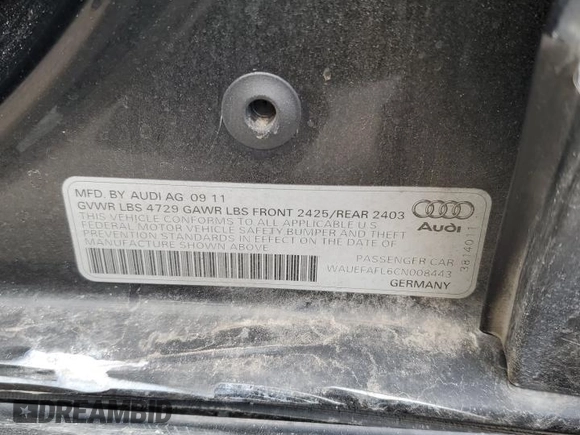 MFD. BY AUDI AG 09 11
GVWR LBS 4729 GAWR LBS FRONT 2425/REAR 2403
THIS VEHICLE CONFORMS TO ALL APPLICABLE U.S
FEDERAL MOTOR VEHICLE SAFETY BUMPER AND THEFT
PREVENTION STANDARDS IN EFFECT ON THE DATE OF
MANUFACTURE SHOWN ABOVE
Audi
PASSENGER CAR
WAUEFAFL6CN008443
GERMANY
3814011
DREAMBID